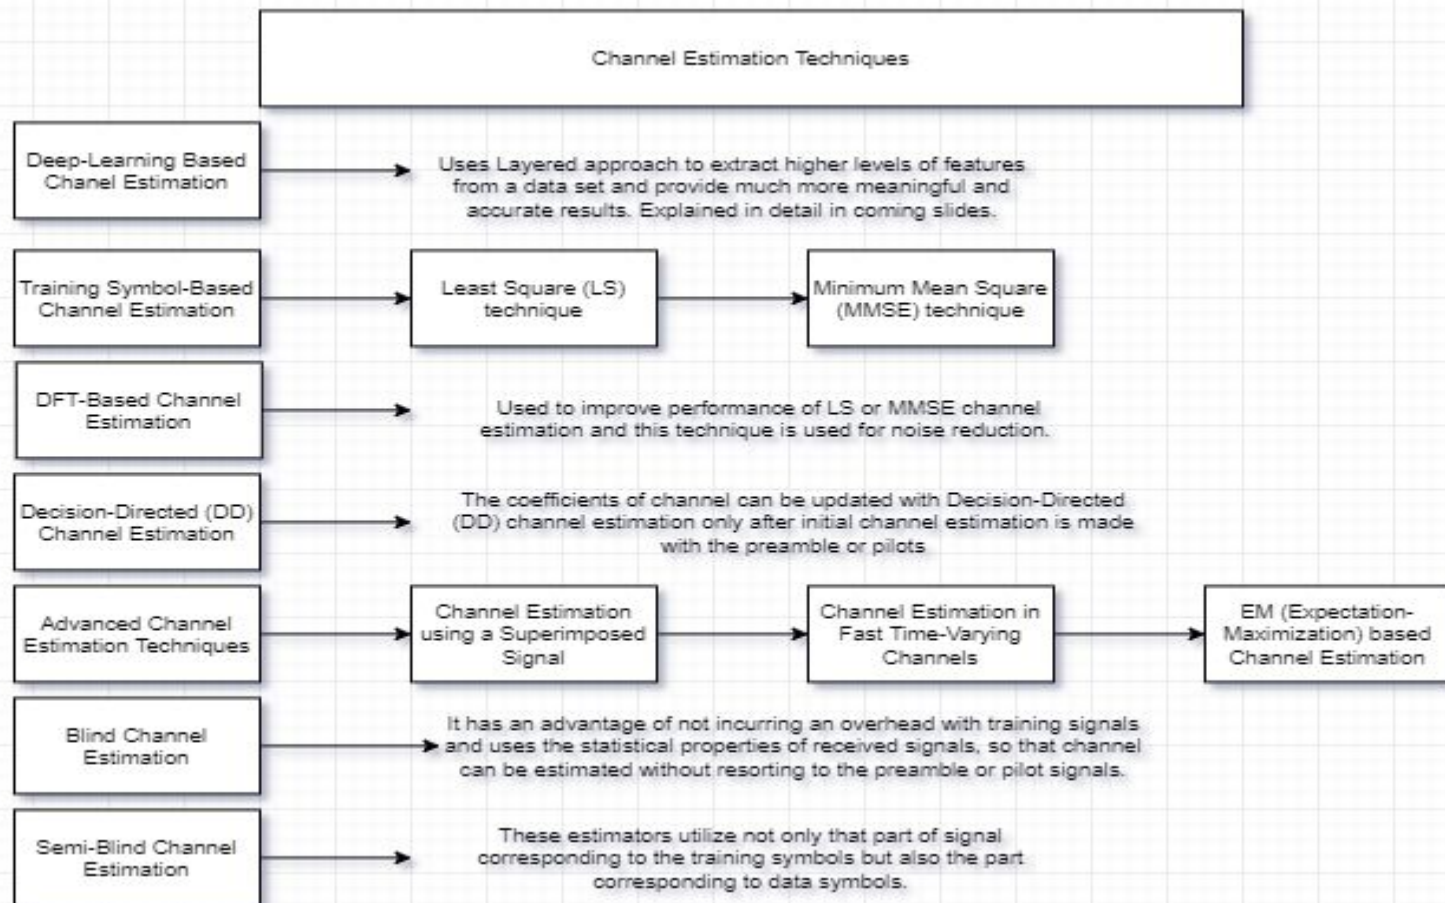 Channel Estimation Techniques
Deep-Learning Based
Chanel Estimation
Uses Layered approach to extract higher levels of features
from a data set and provide much more meaningful and
accurate results. Explained in detail in coming slides.
Training Symbol-Based
Channel Estimation
Least Square (LS)
technique
Minimum Mean Square
(MMSE) technique
DFT-Based Channel
Estimation
Used to improve performance of LS or MMSE channel
estimation and this technique is used for noise reduction.
Decision-Directed (DD)
Channel Estimation
The coefficients of channel can be updated with Decision-Directed
(DD) channel estimation only after initial channel estimation is made
with the preamble or pilots
Advanced Channel
Estimation Techniques
Channel Estimation
using a Superimposed
Signal
Channel Estimation in
Fast Time-Varying
Channels
EM (Expectation-
Maximization) based
Channel Estimation
Blind Channel
Estimation
It has an advantage of not incurring an overhead with training signals
and uses the statistical properties of received signals, so that channel
can be estimated without resorting to the preamble or pilot signals.
Semi-Blind Channel
Estimation
These estimators utilize not only that part of signal
corresponding to the training symbols but also the part
corresponding to data symbols.